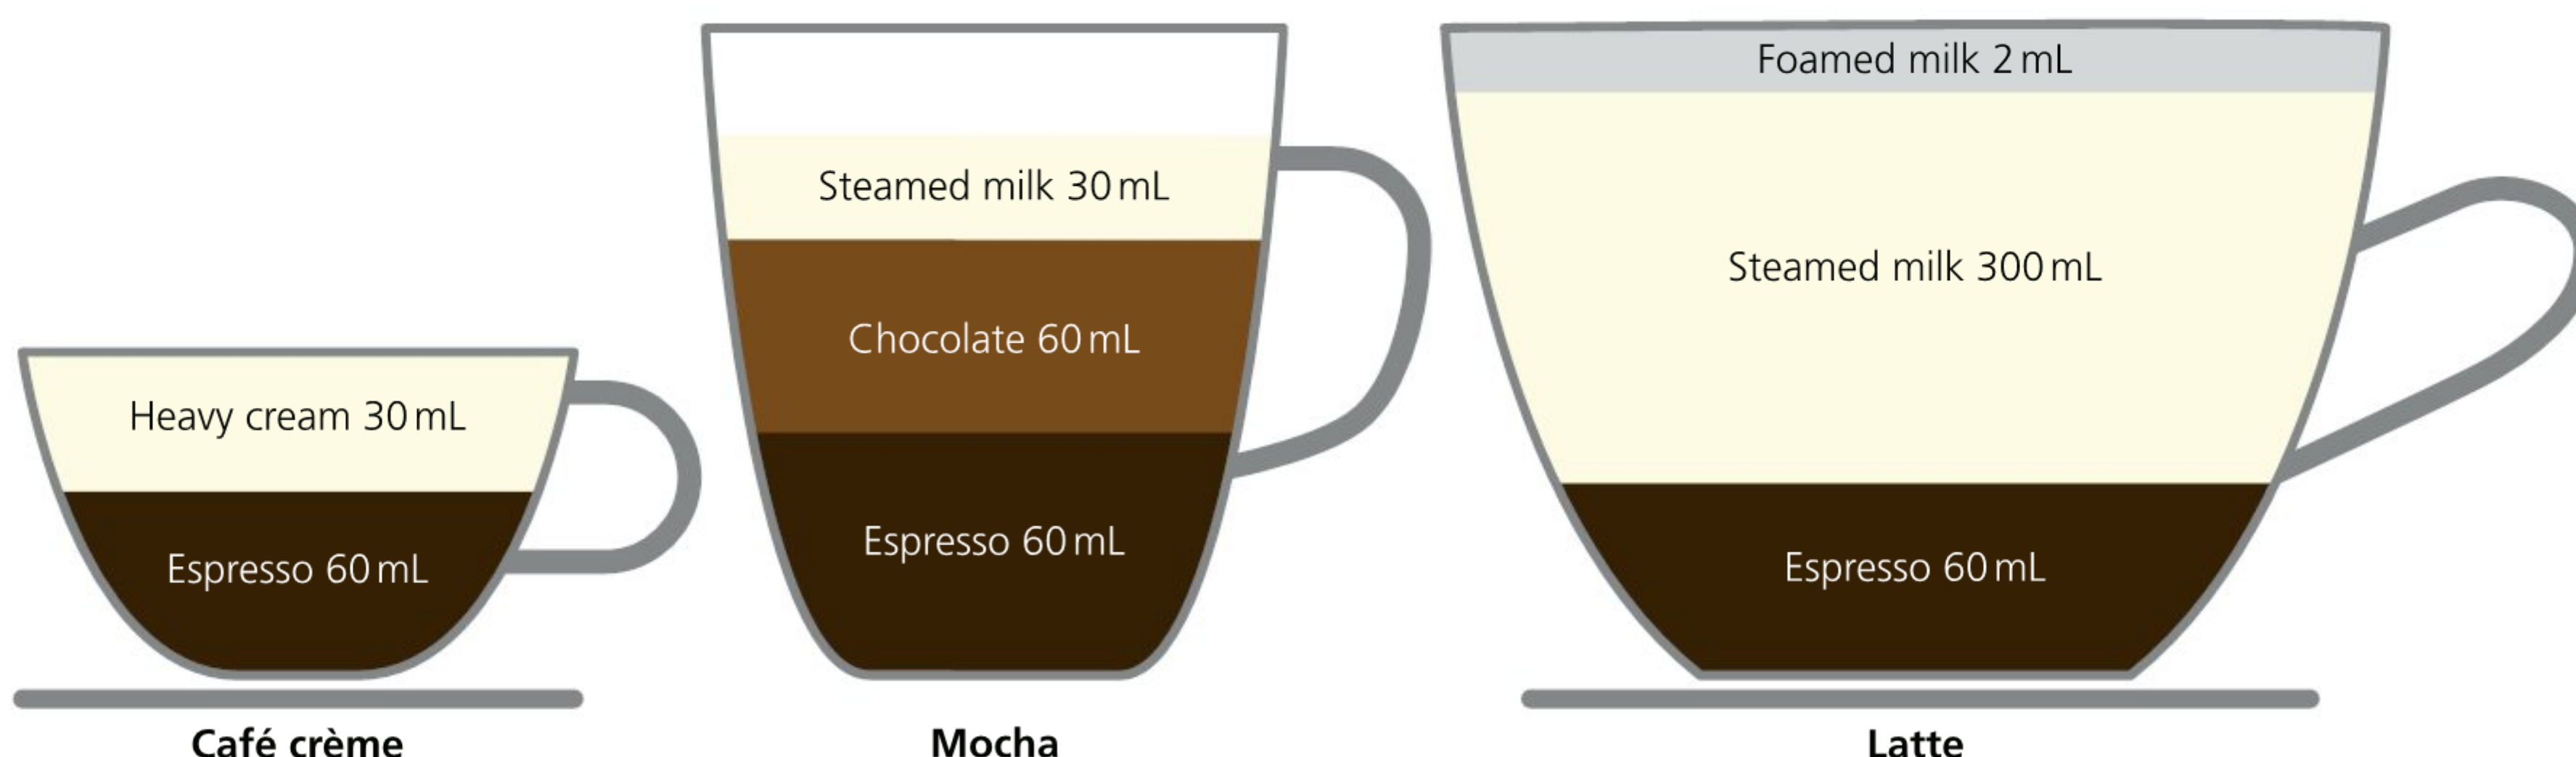 Heavy cream 30 mL
Espresso 60 mL
Café crème
Steamed milk 30 mL
Chocolate 60 mL
Espresso 60 mL
Mocha
Foamed milk 2 mL
Steamed milk 300 mL
Espresso 60 mL
Latte